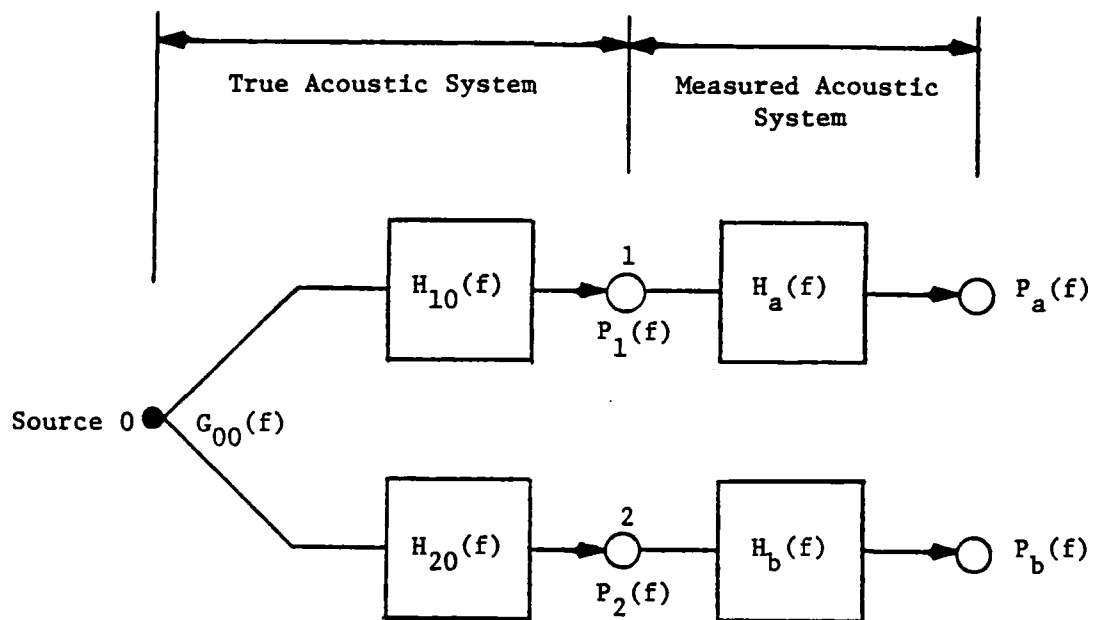 True Acoustic System
Measured Acoustic
System
H10(f)
1
P1(f)
Ha(f)
Pa(f)
Source 0
G00(f)
H20(f)
2
P2(f)
Hb(f)
Pb(f)